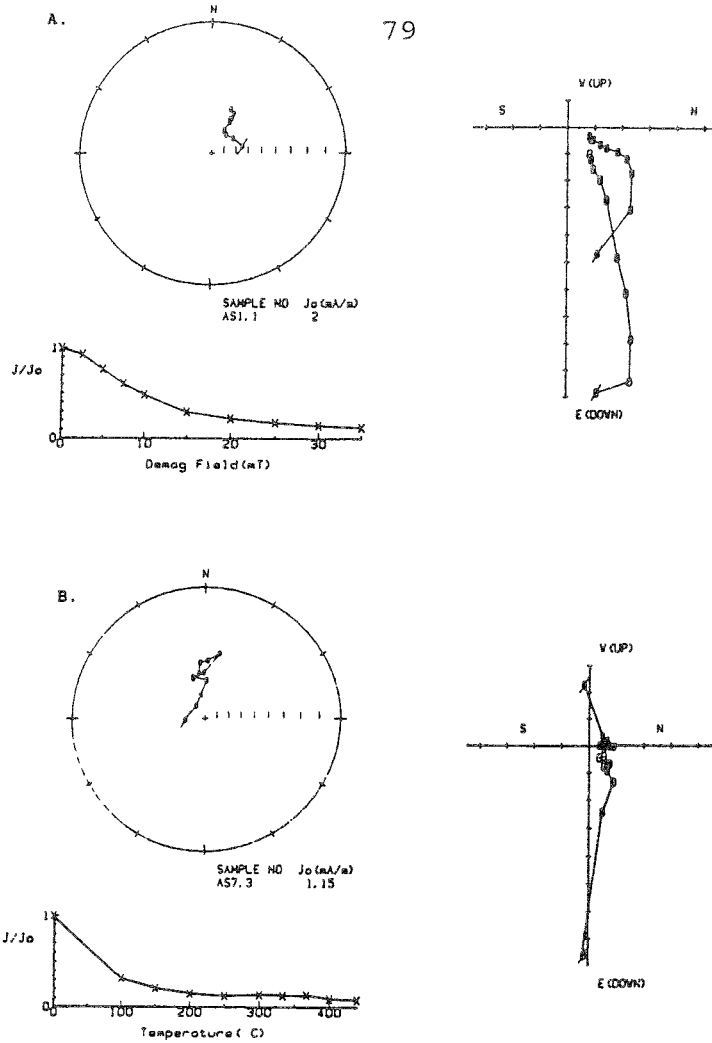 A.
79
N
SAMPLE NO Jo(mA/m)
AS1.1 2
W(UP)
S N
E(DOWN)
1
J/Jo
0
0 10 20 30
Demag Field(mT)
B.
N
SAMPLE NO Jo(mA/m)
AS7.3 1.15
W(UP)
S N
E(DOWN)
1
J/Jo
0
0 100 200 300 400
Temperature( C)